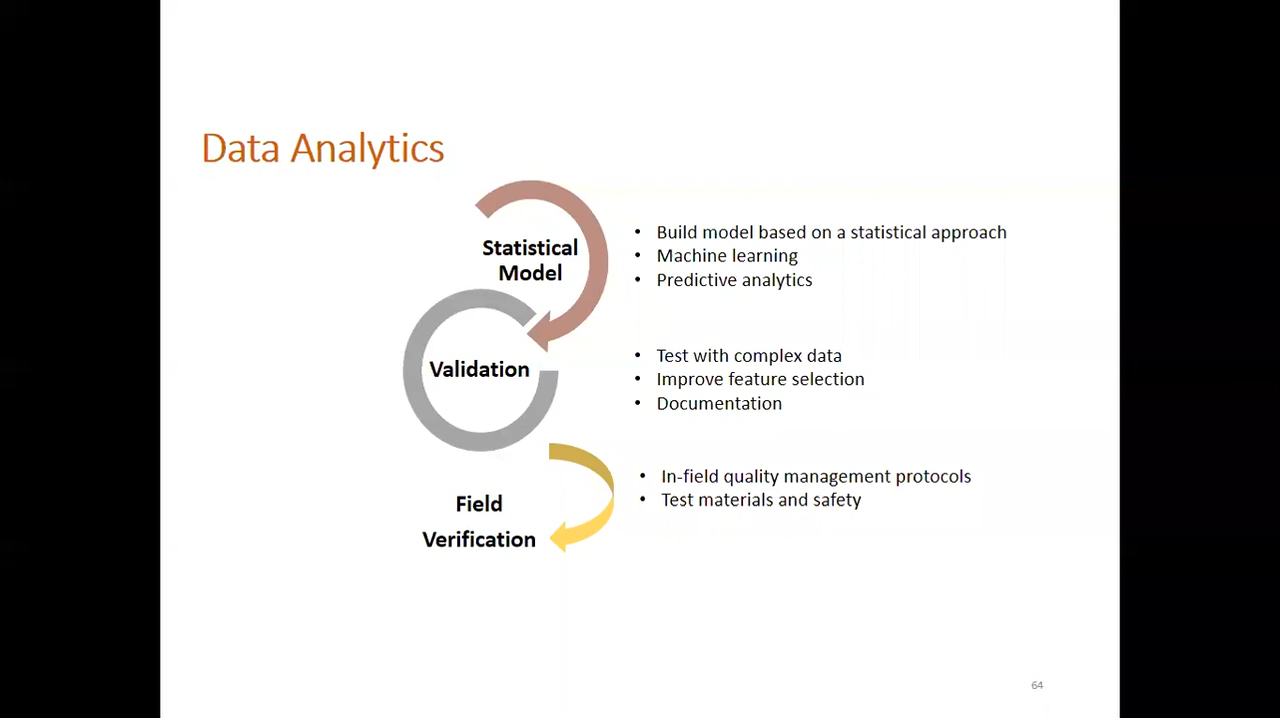 Data Analytics
Statistical
Model
• Build model based on a statistical approach
• Machine learning
• Predictive analytics
Validation
• Test with complex data
• Improve feature selection
• Documentation
Field
Verification
• In-field quality management protocols
• Test materials and safety
64